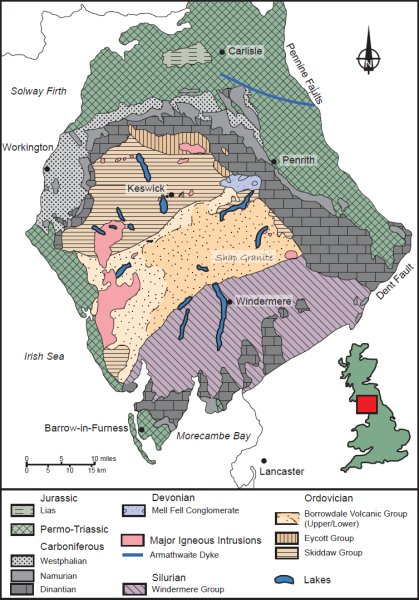 Carlisle
Solway Firth
Pennine Faults
N
Workington
Penrith
Keswick
Shap Granite
Dent Fault
Windermere
Irish Sea
Barrow-in-Furness
Morecambe Bay
Lancaster
0 5 10 miles
0 5 10 15 km
Jurassic
Lias
Permo-Triassic
Carboniferous
Westphalian
Namurian
Dinantian
Devonian
Mell Fell Conglomerate
Major Igneous Intrusions
Armathwaite Dyke
Silurian
Windermere Group
Ordovician
Borrowdale Volcanic Group
(Upper/Lower)
Eycott Group
Skiddaw Group
Lakes